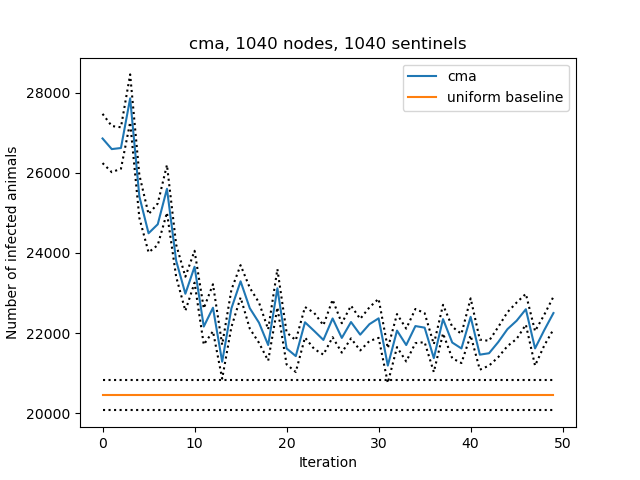 cma, 1040 nodes, 1040 sentinels
cma
uniform baseline
Number of infected animals
28000
26000
24000
22000
20000
0 10 20 30 40 50
Iteration